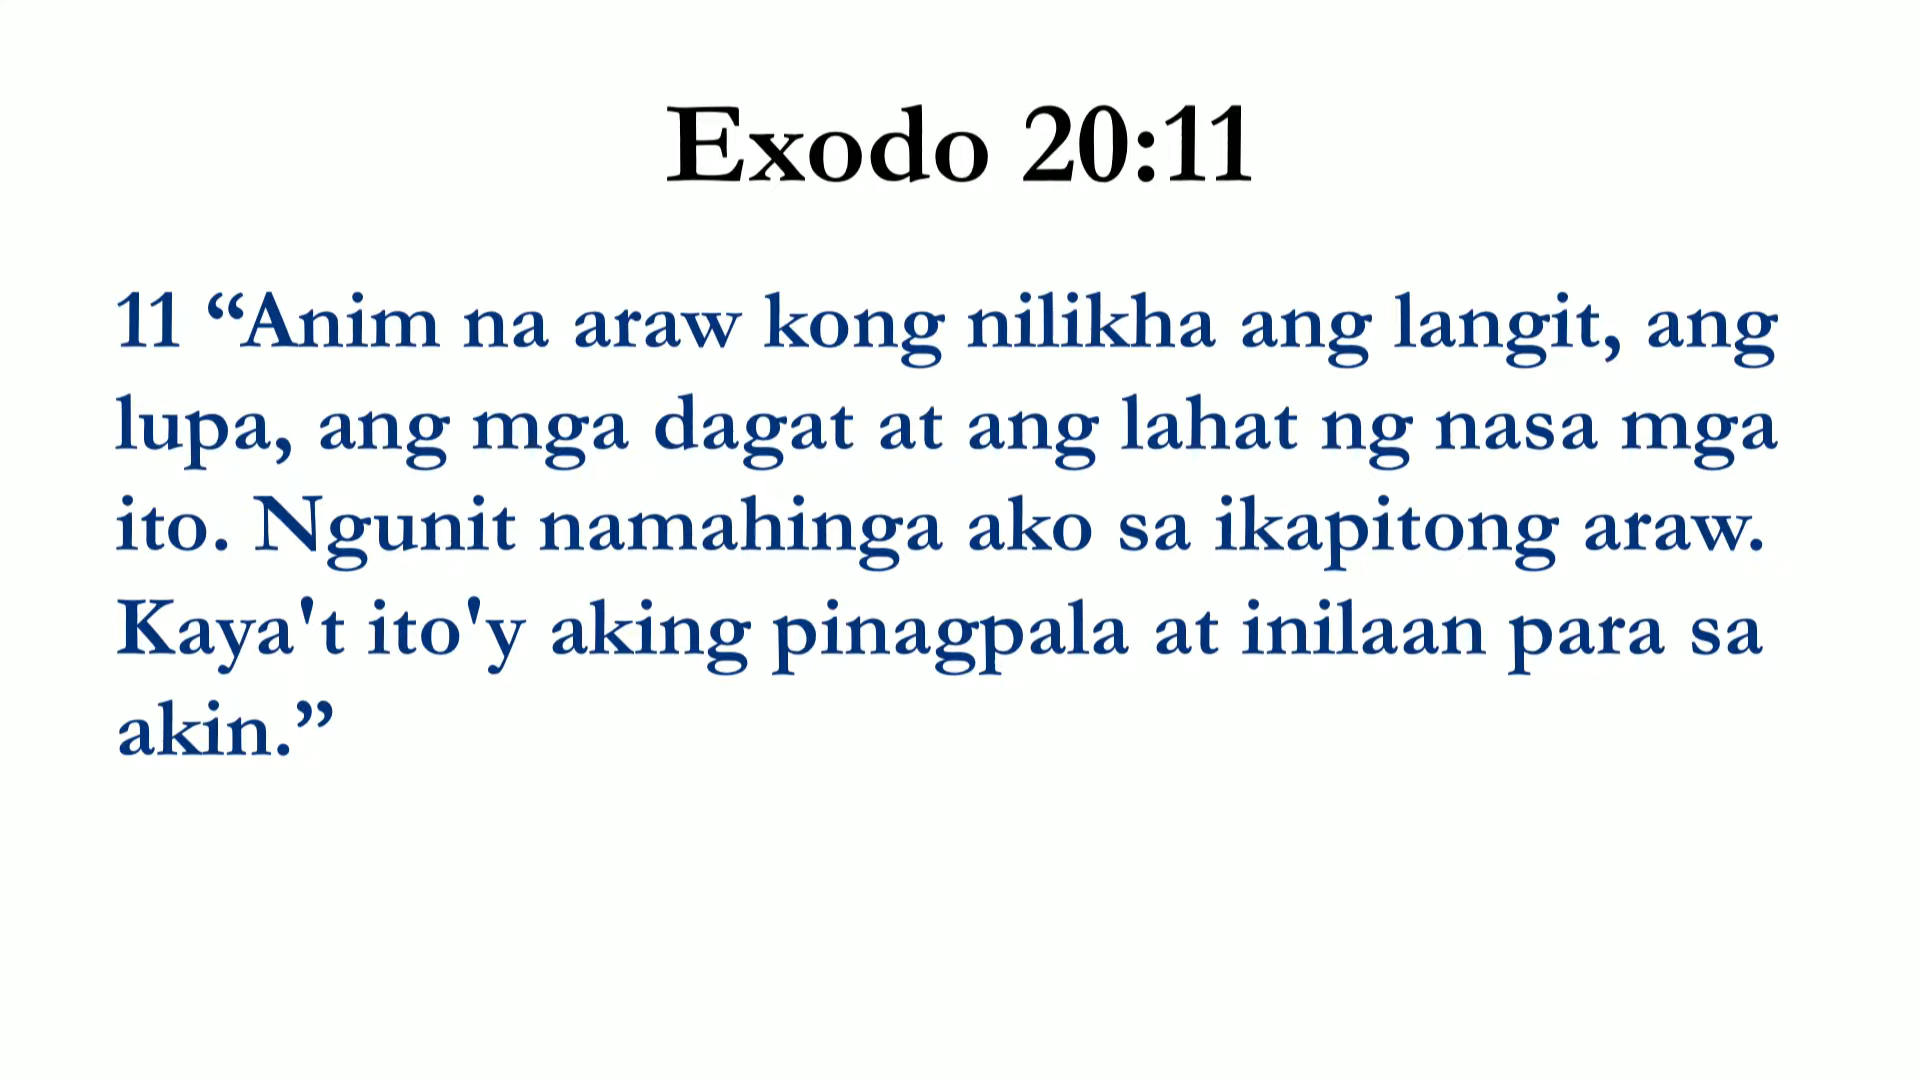 Exodo 20:11
11 “Anim na araw kong nilikha ang langit, ang
lupa, ang mga dagat at ang lahat ng nasa mga
ito. Ngunit namahinga ako sa ikapitong araw.
Kaya't ito'y aking pinagpala at inilaan para sa
akin.”